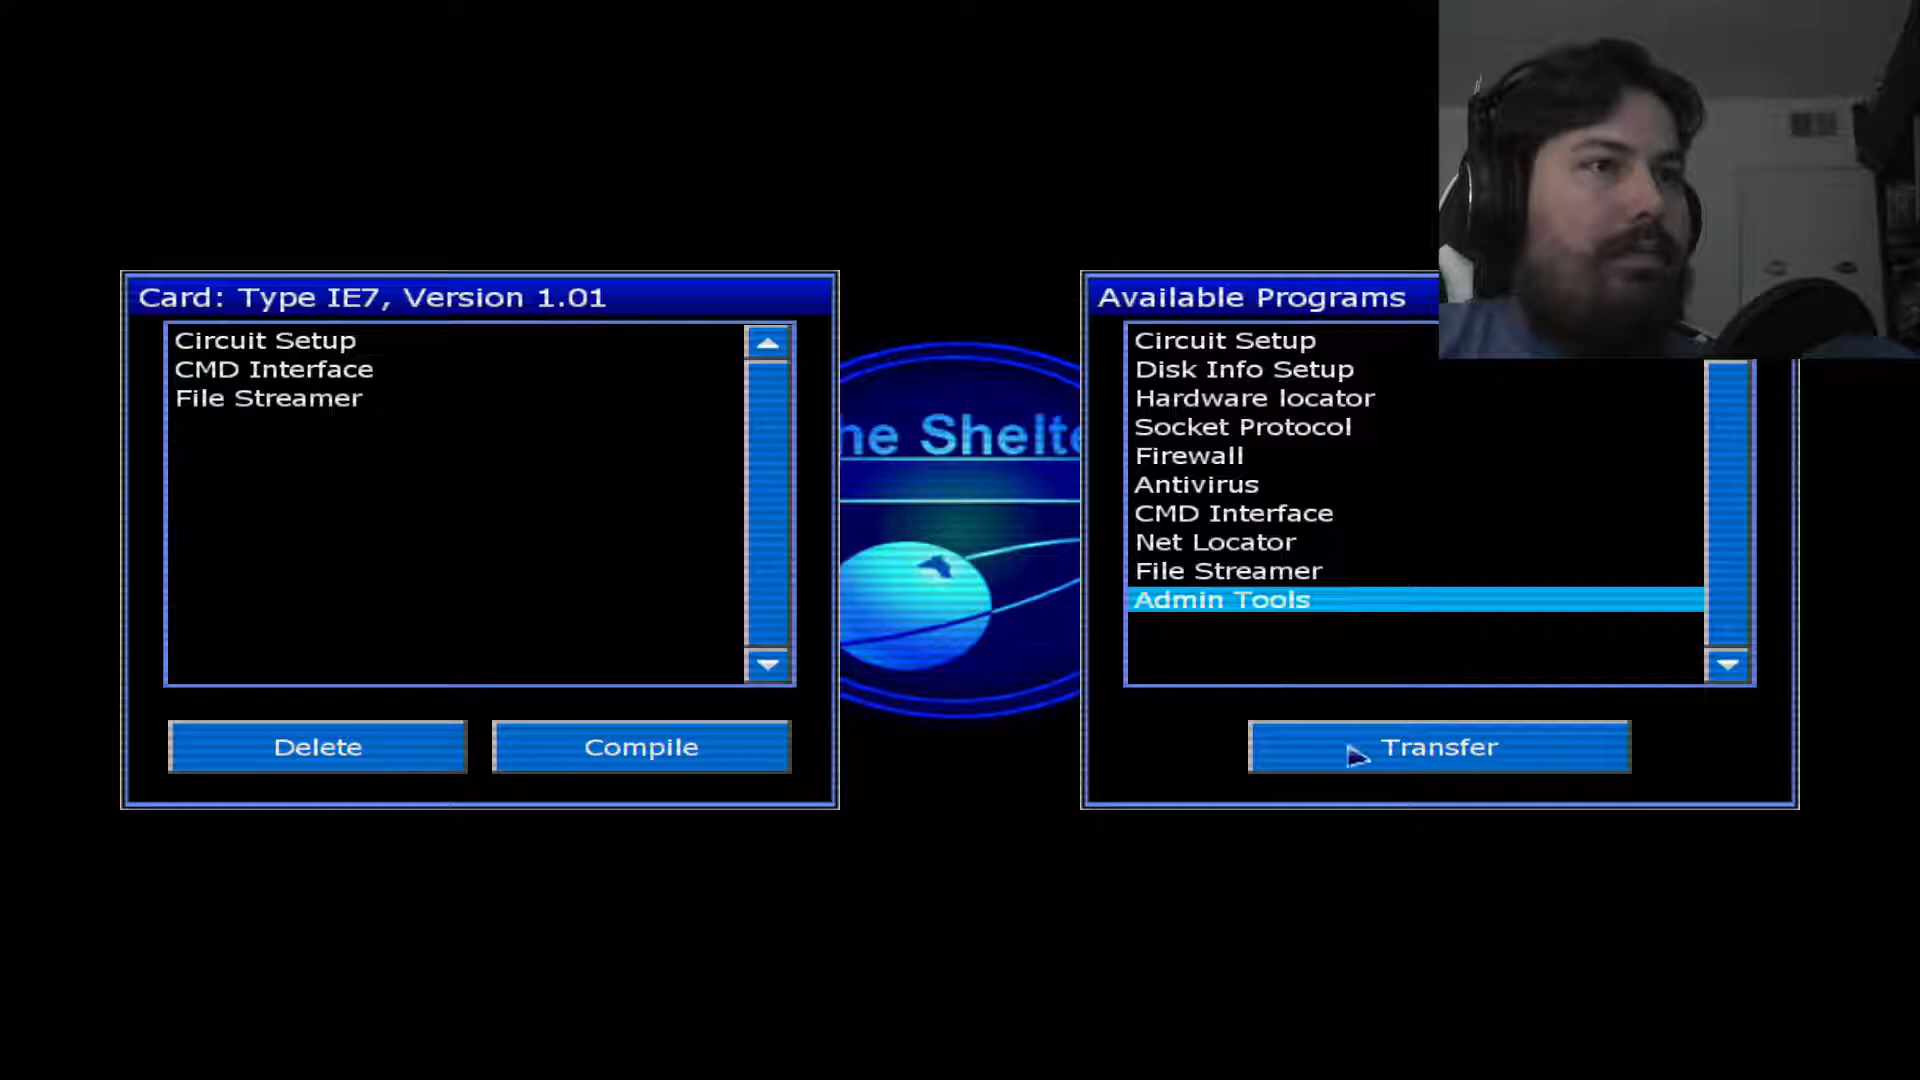 Card: Type IE7, Version 1.01
Circuit Setup
CMD Interface
File Streamer
Delete
Compile
he Shelte
Available Programs
Circuit Setup
Disk Info Setup
Hardware locator
Socket Protocol
Firewall
Antivirus
CMD Interface
Net Locator
File Streamer
Admin Tools
Transfer